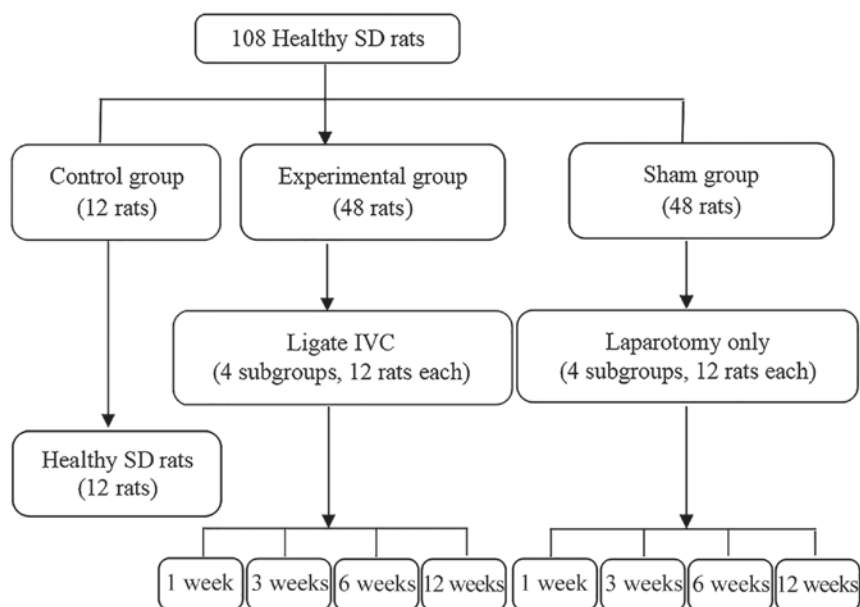 108 Healthy SD rats
Control group
(12 rats)
Experimental group
(48 rats)
Sham group
(48 rats)
Ligate IVC
(4 subgroups, 12 rats each)
Laparotomy only
(4 subgroups, 12 rats each)
Healthy SD rats
(12 rats)
1 week
3 weeks
6 weeks
12 weeks
1 week
3 weeks
6 weeks
12 weeks